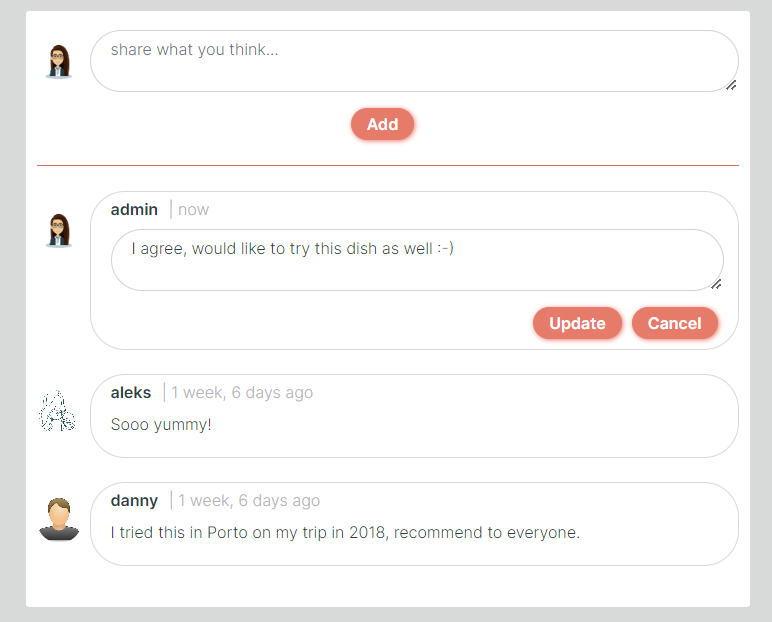 share what you think...
Add
admin | now
I agree, would like to try this dish as well :-)
Update Cancel
aleks | 1 week, 6 days ago
Sooo yummy!
danny | 1 week, 6 days ago
I tried this in Porto on my trip in 2018, recommend to everyone.